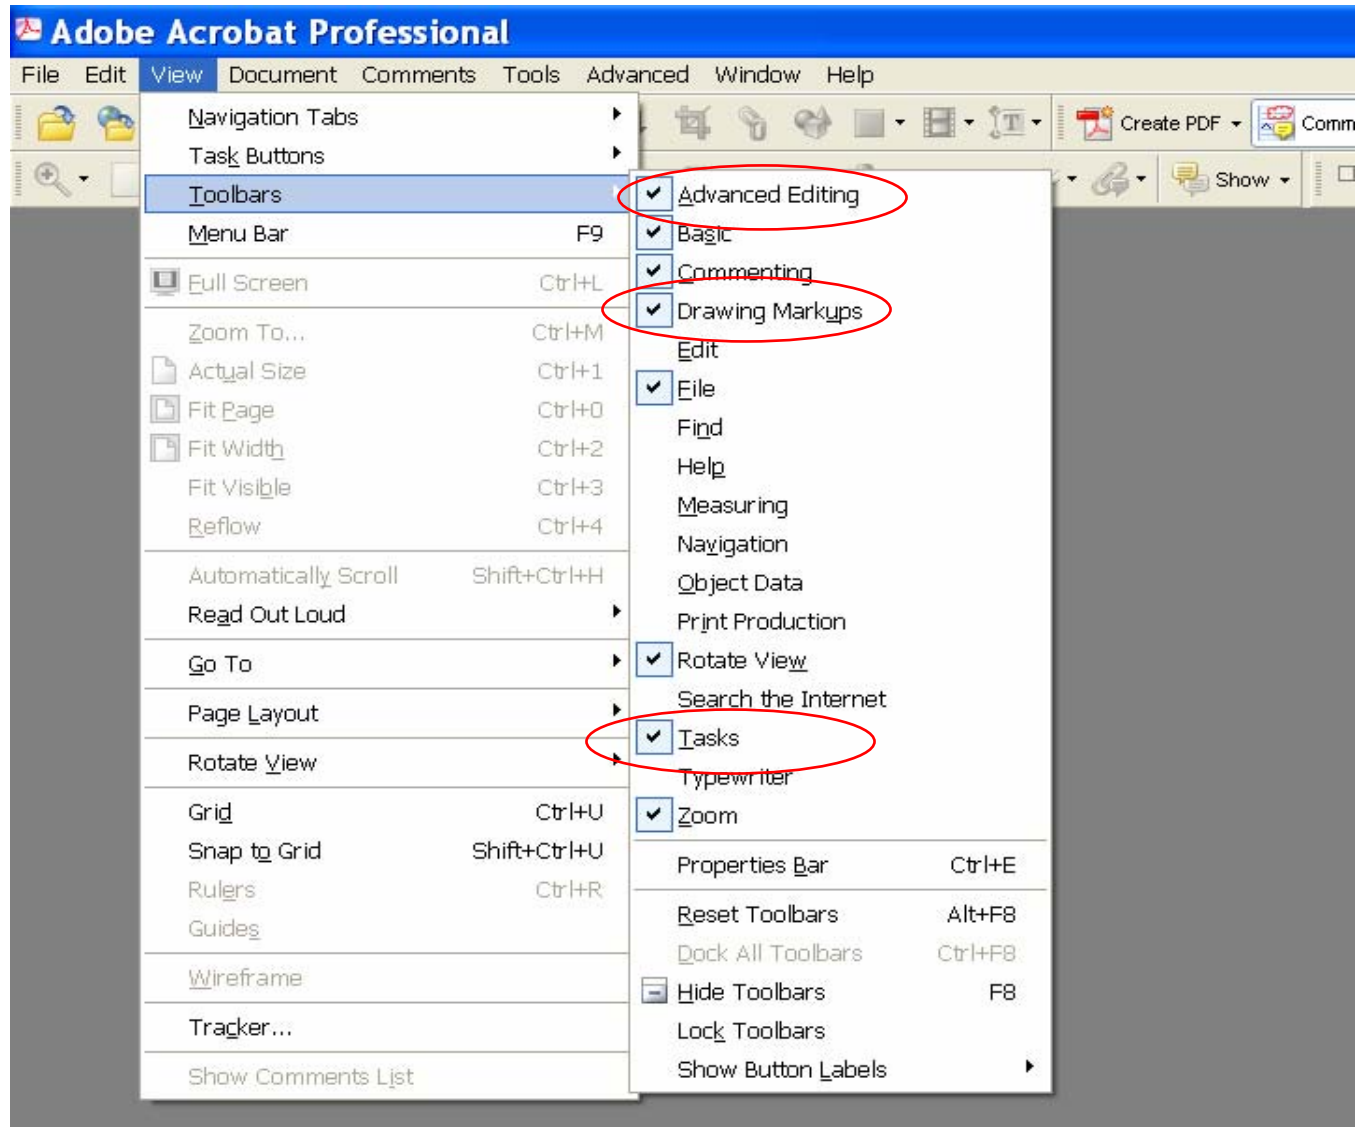 Adobe Acrobat Professional
File Edit View Document Comments Tools Advanced Window Help
Create PDF
Show
Navigation Tabs
Task Buttons
Toolbars
Menu Bar F9
Full Screen Ctrl+L
Zoom To... Ctrl+M
Actual Size Ctrl+1
Fit Page Ctrl+0
Fit Width Ctrl+2
Fit Visible Ctrl+3
Reflow Ctrl+4
Automatically Scroll Shift+Ctrl+H
Read Out Loud
Go To
Page Layout
Rotate View
Grid Ctrl+U
Snap to Grid Shift+Ctrl+U
Rulers Ctrl+R
Guides
Wireframe
Tracker...
Show Comments List
Advanced Editing
Basic
Commenting
Drawing Markups
Edit
File
Find
Help
Measuring
Navigation
Object Data
Print Production
Rotate View
Search the Internet
Tasks
Typewriter
Zoom
Properties Bar Ctrl+E
Reset Toolbars Alt+F8
Dock All Toolbars Ctrl+F8
Hide Toolbars F8
Lock Toolbars
Show Button Labels